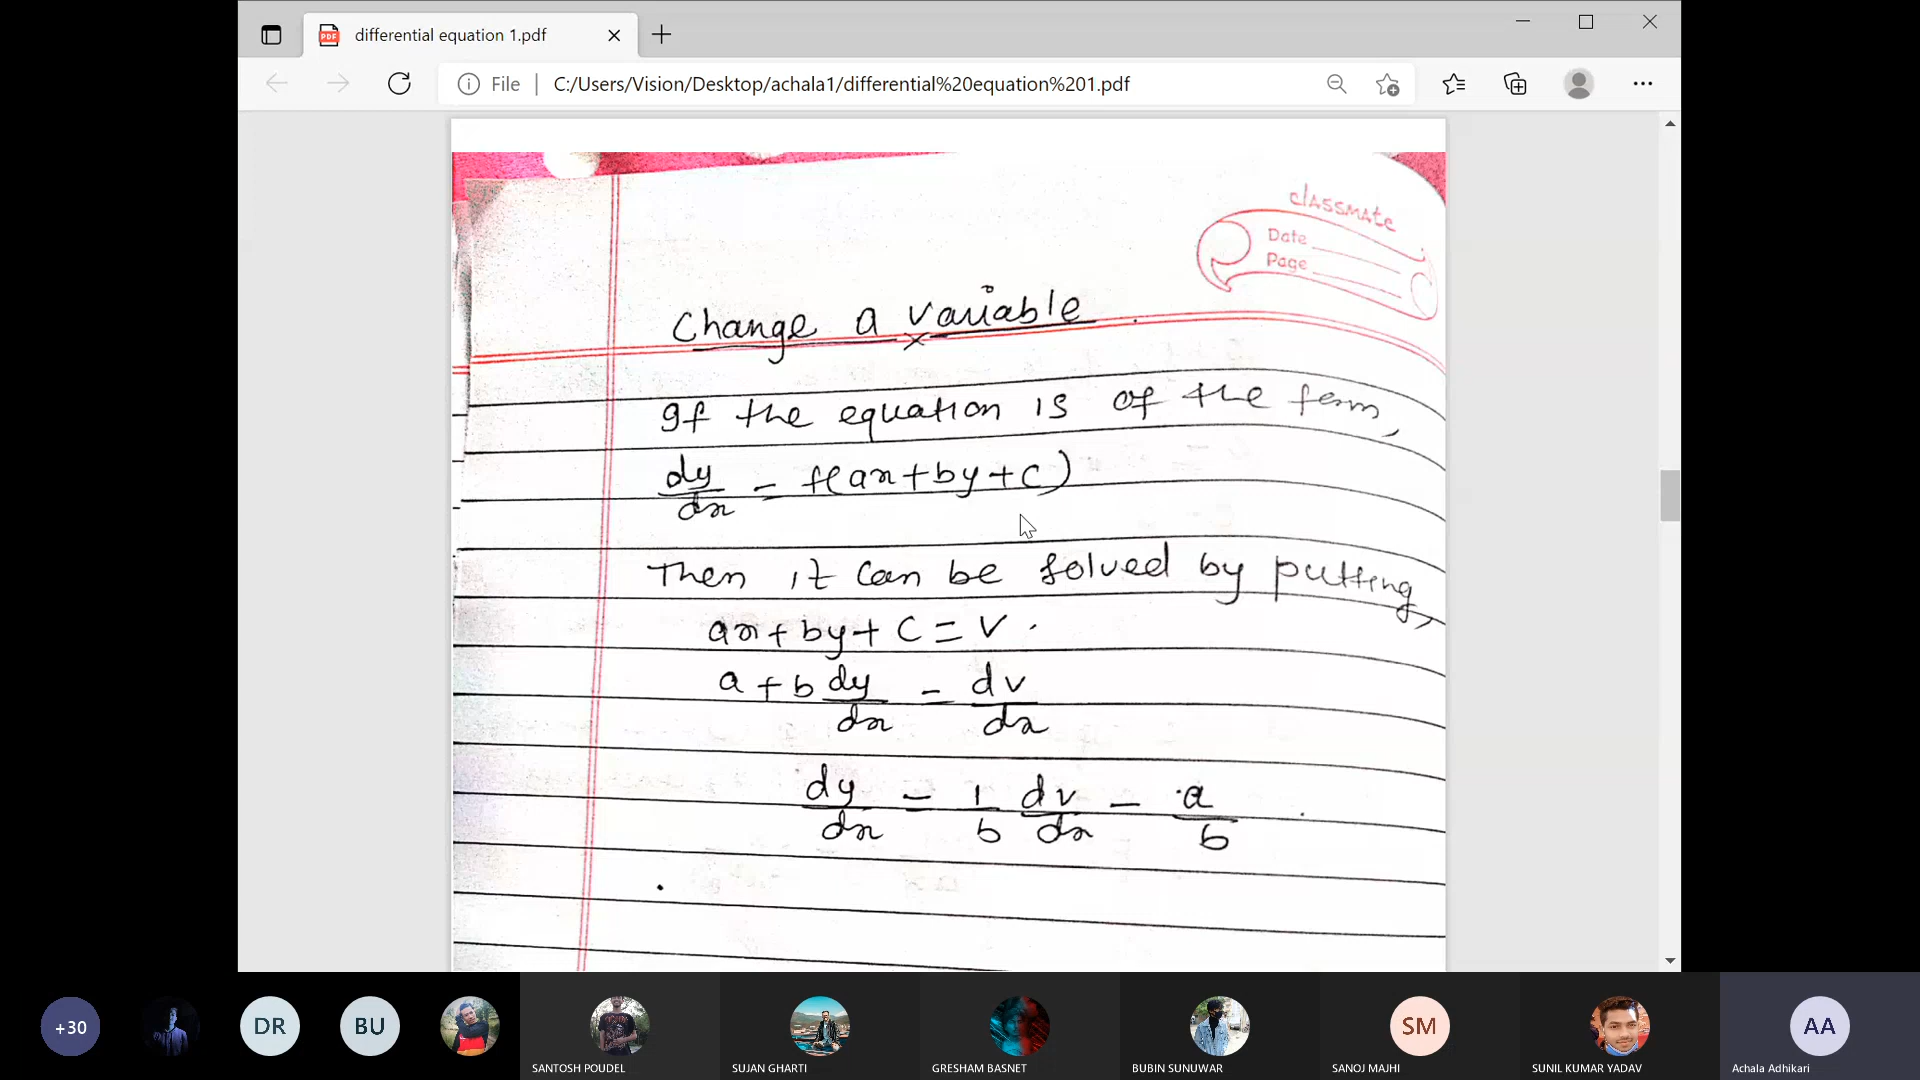 differential equation 1.pdf
File | C:/Users/Vision/Desktop/achala1/differential%20equation%201.pdf
classmate
Date
Page
Change a variable
If the equation is of the form,
dy/dx = f(ax+by+c)
Then it can be solved by putting,
ax+by+c=v.
a+b dy/dx = dv/dx
dy/dx = 1/b dv/dx - a/b
+30
DR
BU
SM
AA
SANTOSH POUDEL
SUJAN GHARTI
GRESHAM BASNET
BUBIN SUNUWAR
SANOJ MAJHI
SUNIL KUMAR YADAV
Achala Adhikari